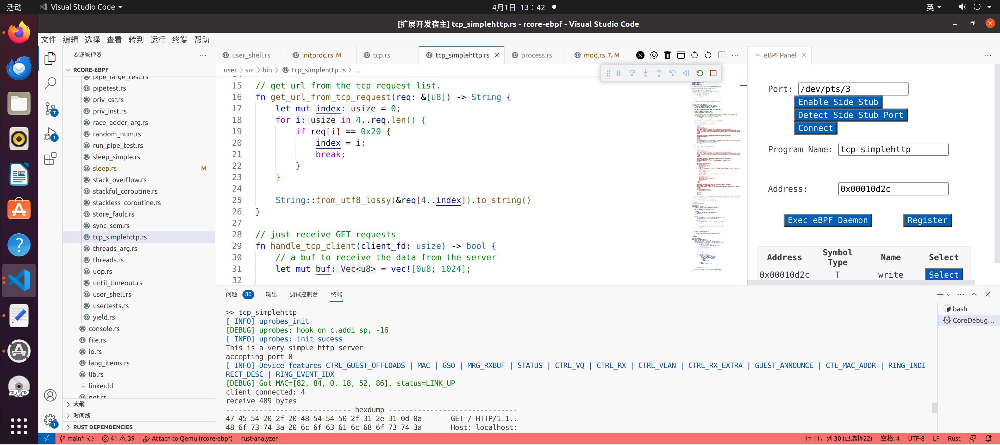 活动
Visual Studio Code
4月1日 13：42
英
[扩展开发宿主] tcp_simplehttp.rs - rcore-ebpf - Visual Studio Code
文件 编辑 选择 查看 转到 运行 终端 帮助
资源管理器
RCORE-EBPF
pipe_large_test.rs
pipetest.rs
priv_csr.rs
priv_inst.rs
race_adder_arg.rs
random_num.rs
run_pipe_test.rs
sleep_simple.rs
sleep.rs M
stack_overflow.rs
stackful_coroutine.rs
stackless_coroutine.rs
store_fault.rs
sync_sem.rs
tcp_simplehttp.rs
threads_arg.rs
threads.rs
udp.rs
until_timeout.rs
user_shell.rs
usertests.rs
yield.rs
console.rs
file.rs
io.rs
lang_items.rs
lib.rs
linker.ld
net.rs
大纲
时间线
RUST DEPENDENCIES
7
1
1
DVD
user_shell.rs
initproc.rs M
tcp.rs
tcp_simplehttp.rs
process.rs
mod.rs 7, M
user > src > bin > tcp_simplehttp.rs > ...
14
15 // get url from the tcp request list.
16 fn get_url_from_tcp_request(req: &[u8]) -> String {
17 let mut index: usize = 0;
18 for i: usize in 4..req.len() {
19 if req[i] == 0x20 {
20 index = i;
21 break;
22 }
23 }
24
25 String::from_utf8_lossy(&req[4..index]).to_string()
26 }
27
28 // just receive GET requests
29 fn handle_tcp_client(client_fd: usize) -> bool {
30 // a buf to receive the data from the server
31 let mut buf: Vec<u8> = vec![0u8; 1024];
32
eBPFPanel
Port: /dev/pts/3
Enable Side Stub
Detect Side Stub Port
Connect
Program Name: tcp_simplehttp
Address: 0x00010d2c
Exec eBPF Daemon Register
Address Symbol Type Name Select
0x00010d2c T write Select
问题 80 输出 调试控制台 终端
bash
CoreDebug...
>> tcp_simplehttp
[ INFO] uprobes_init
[DEBUG] uprobes: hook on c.addi sp, -16
[ INFO] uprobes: init sucess
This is a very simple http server
accepting port 0
[ INFO] Device features CTRL_GUEST_OFFLOADS | MAC | GSO | MRG_RXBUF | STATUS | CTRL_VQ | CTRL_RX | CTRL_VLAN | CTRL_RX_EXTRA | GUEST_ANNOUNCE | CTL_MAC_ADDR | RING_INDI
RECT_DESC | RING_EVENT_IDX
[DEBUG] Got MAC=[82, 84, 0, 18, 52, 86], status=LINK_UP
client connected: 4
receive 489 bytes
------------------------------ hexdump -------------------------------
47 45 54 20 2f 20 48 54 54 50 2f 31 2e 31 0d 0a GET / HTTP/1.1..
48 6f 73 74 3a 20 6c 6f 63 61 6c 68 6f 73 74 3a Host: localhost:
main* 41 39 Attach to Qemu (rcore-ebpf) rust-analyzer
行 11，列 30 (已选择22) 空格: 4 UTF-8 LF Rust